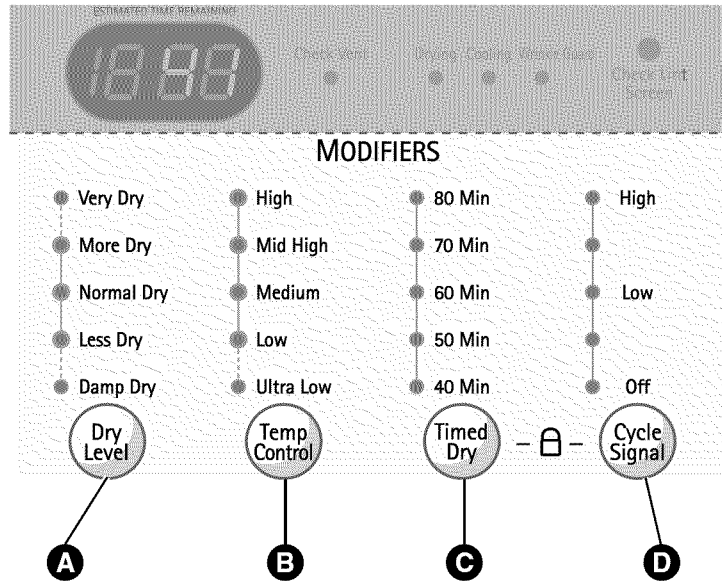 ESTIMATED TIME REMAINING
41
Check Vent
Drying Cooling Wrinkle Guard
Check Lint
Screen
MODIFIERS
Very Dry High 80 Min High
More Dry Mid High 70 Min
Normal Dry Medium 60 Min Low
Less Dry Low 50 Min
Damp Dry Ultra Low 40 Min Off
Dry
Level
Temp
Control
Timed
Dry
Cycle
Signal
A B C D